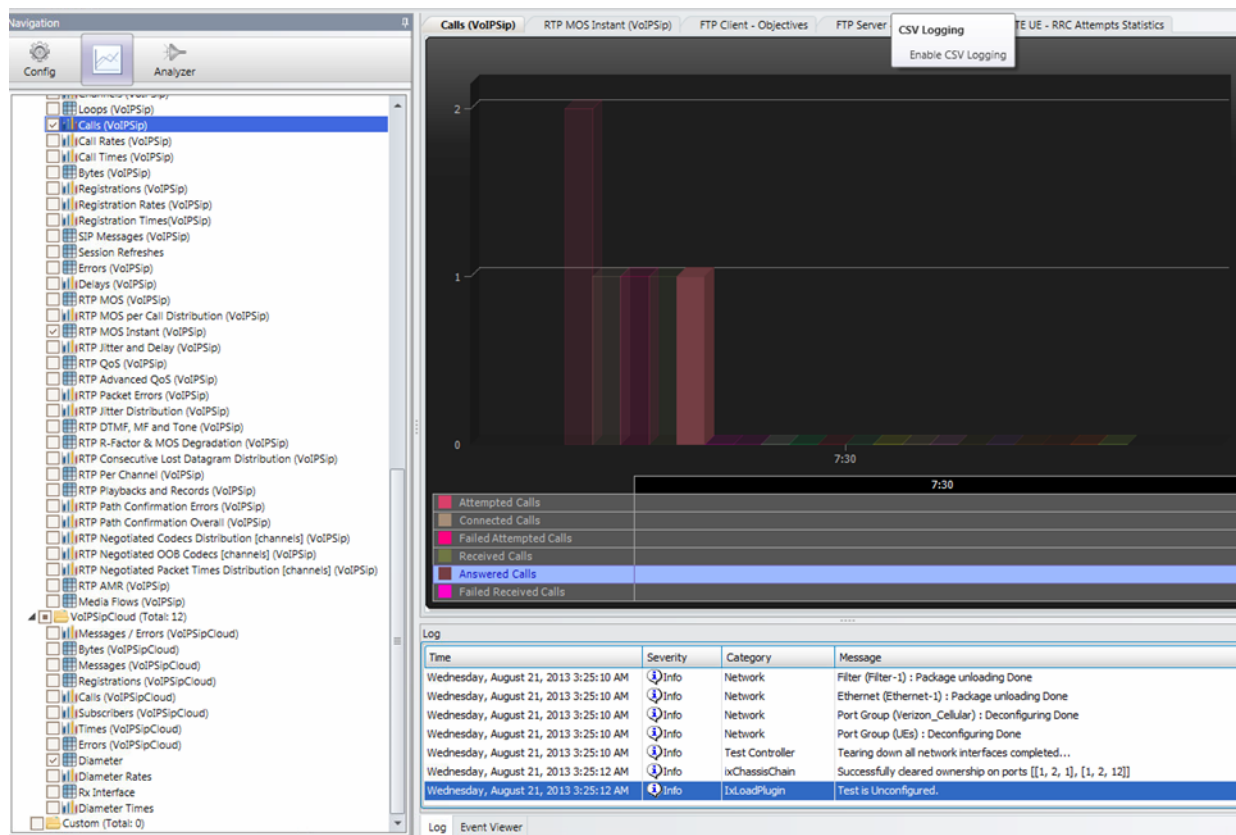 Navigation
Config
Analyzer
Loops (VoIPSip)
Calls (VoIPSip)
Call Rates (VoIPSip)
Call Times (VoIPSip)
Bytes (VoIPSip)
Registrations (VoIPSip)
Registration Rates (VoIPSip)
Registration Times(VoIPSip)
SIP Messages (VoIPSip)
Session Refreshes
Errors (VoIPSip)
Delays (VoIPSip)
RTP MOS (VoIPSip)
RTP MOS per Call Distribution (VoIPSip)
RTP MOS Instant (VoIPSip)
RTP Jitter and Delay (VoIPSip)
RTP QoS (VoIPSip)
RTP Advanced QoS (VoIPSip)
RTP Packet Errors (VoIPSip)
RTP Jitter Distribution (VoIPSip)
RTP DTMF, MF and Tone (VoIPSip)
RTP R-Factor & MOS Degradation (VoIPSip)
RTP Consecutive Lost Datagram Distribution (VoIPSip)
RTP Per Channel (VoIPSip)
RTP Playbacks and Records (VoIPSip)
RTP Path Confirmation Errors (VoIPSip)
RTP Path Confirmation Overall (VoIPSip)
RTP Negotiated Codecs Distribution [channels] (VoIPSip)
RTP Negotiated OOB Codecs [channels] (VoIPSip)
RTP Negotiated Packet Times Distribution [channels] (VoIPSip)
RTP AMR (VoIPSip)
Media Flows (VoIPSip)
VoIPSipCloud (Total: 12)
Messages / Errors (VoIPSipCloud)
Bytes (VoIPSipCloud)
Messages (VoIPSipCloud)
Registrations (VoIPSipCloud)
Calls (VoIPSipCloud)
Subscribers (VoIPSipCloud)
Times (VoIPSipCloud)
Errors (VoIPSipCloud)
Diameter
Diameter Rates
Rx Interface
Diameter Times
Custom (Total: 0)
Calls (VoIPSip) RTP MOS Instant (VoIPSip) FTP Client - Objectives FTP Server TE UE - RRC Attempts Statistics
CSV Logging
Enable CSV Logging
2
1
0
7:30
7:30
Attempted Calls
Connected Calls
Failed Attempted Calls
Received Calls
Answered Calls
Failed Received Calls
Log
Time Severity Category Message
Wednesday, August 21, 2013 3:25:10 AM Info Network Filter (Filter-1) : Package unloading Done
Wednesday, August 21, 2013 3:25:10 AM Info Network Ethernet (Ethernet-1) : Package unloading Done
Wednesday, August 21, 2013 3:25:10 AM Info Network Port Group (Verizon_Cellular) : Deconfiguring Done
Wednesday, August 21, 2013 3:25:10 AM Info Network Port Group (UEs) : Deconfiguring Done
Wednesday, August 21, 2013 3:25:10 AM Info Test Controller Tearing down all network interfaces completed...
Wednesday, August 21, 2013 3:25:12 AM Info ixChassisChain Successfully cleared ownership on ports [[1, 2, 1], [1, 2, 12]]
Wednesday, August 21, 2013 3:25:12 AM Info IxLoadPlugin Test is Unconfigured.
Log Event Viewer